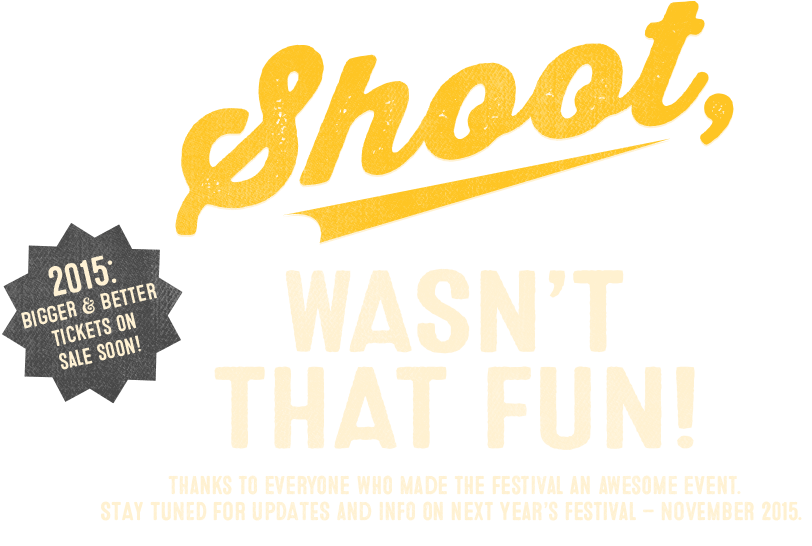 Shoot,
WASN'T
THAT FUN!
2015:
BIGGER & BETTER
TICKETS ON
SALE SOON!
THANKS TO EVERYONE WHO MADE THE FESTIVAL AN AWESOME EVENT.
STAY TUNED FOR UPDATES AND INFO ON NEXT YEAR'S FESTIVAL – NOVEMBER 2015.